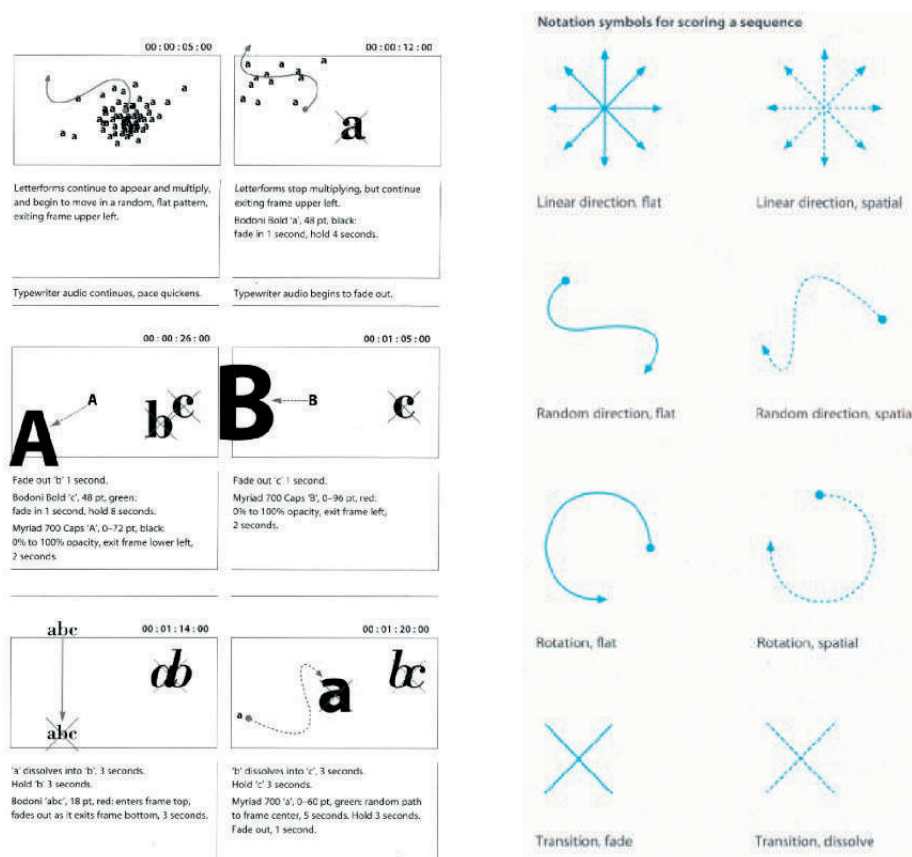 00 : 00 : 05 : 00
Letterforms continue to appear and multiply,
and begin to move in a random, flat pattern,
exiting frame upper left.
Typewriter audio continues, pace quickens.
00 : 00 : 12 : 00
a
Letterforms stop multiplying, but continue
exiting frame upper left.
Bodoni Bold 'a', 48 pt, black:
fade in 1 second, hold 4 seconds.
Typewriter audio begins to fade out.
00 : 00 : 26 : 00
A
A
b
c
Fade out 'b' 1 second.
Bodoni Bold 'c', 48 pt, green:
fade in 1 second, hold 8 seconds.
Myriad 700 Caps 'A', 0–72 pt, black:
0% to 100% opacity, exit frame lower left,
2 seconds
00 : 01 : 05 : 00
B
B
c
Fade out 'c' 1 second.
Myriad 700 Caps 'B', 0–96 pt, red:
0% to 100% opacity, exit frame left,
2 seconds.
00 : 01 : 14 : 00
abc
ab
abc
'a' dissolves into 'b', 3 seconds.
Hold 'b' 3 seconds.
Bodoni 'abc', 18 pt, red: enters frame top,
fades out as it exits frame bottom, 3 seconds.
00 : 01 : 20 : 00
a
a
bc
'b' dissolves into 'c', 3 seconds.
Hold 'c' 3 seconds.
Myriad 700 'a', 0–60 pt, green: random path
to frame center, 5 seconds. Hold 3 seconds.
Fade out, 1 second.
Notation symbols for scoring a sequence
Linear direction, flat
Linear direction, spatial
Random direction, flat
Random direction, spatia
Rotation, flat
Rotation, spatial
Transition, fade
Transition, dissolve